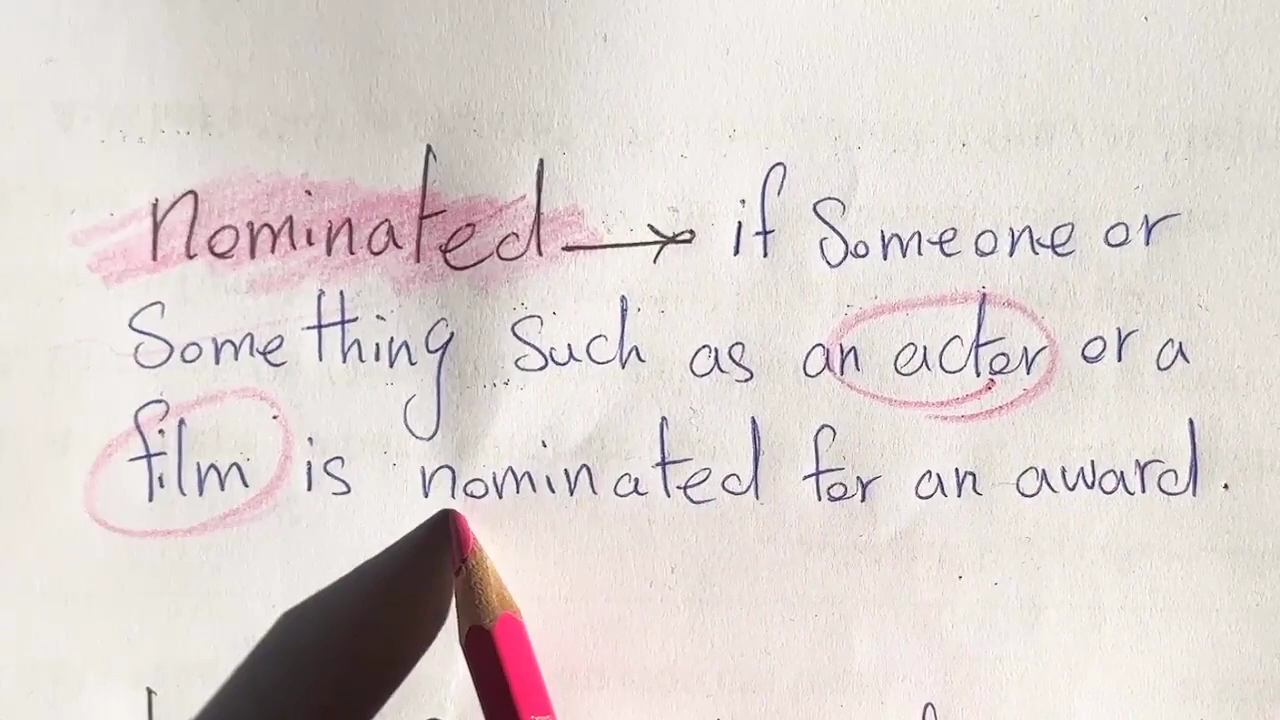 nominated → if Someone or
Something Such as an actor or a
film is nominated for an award.